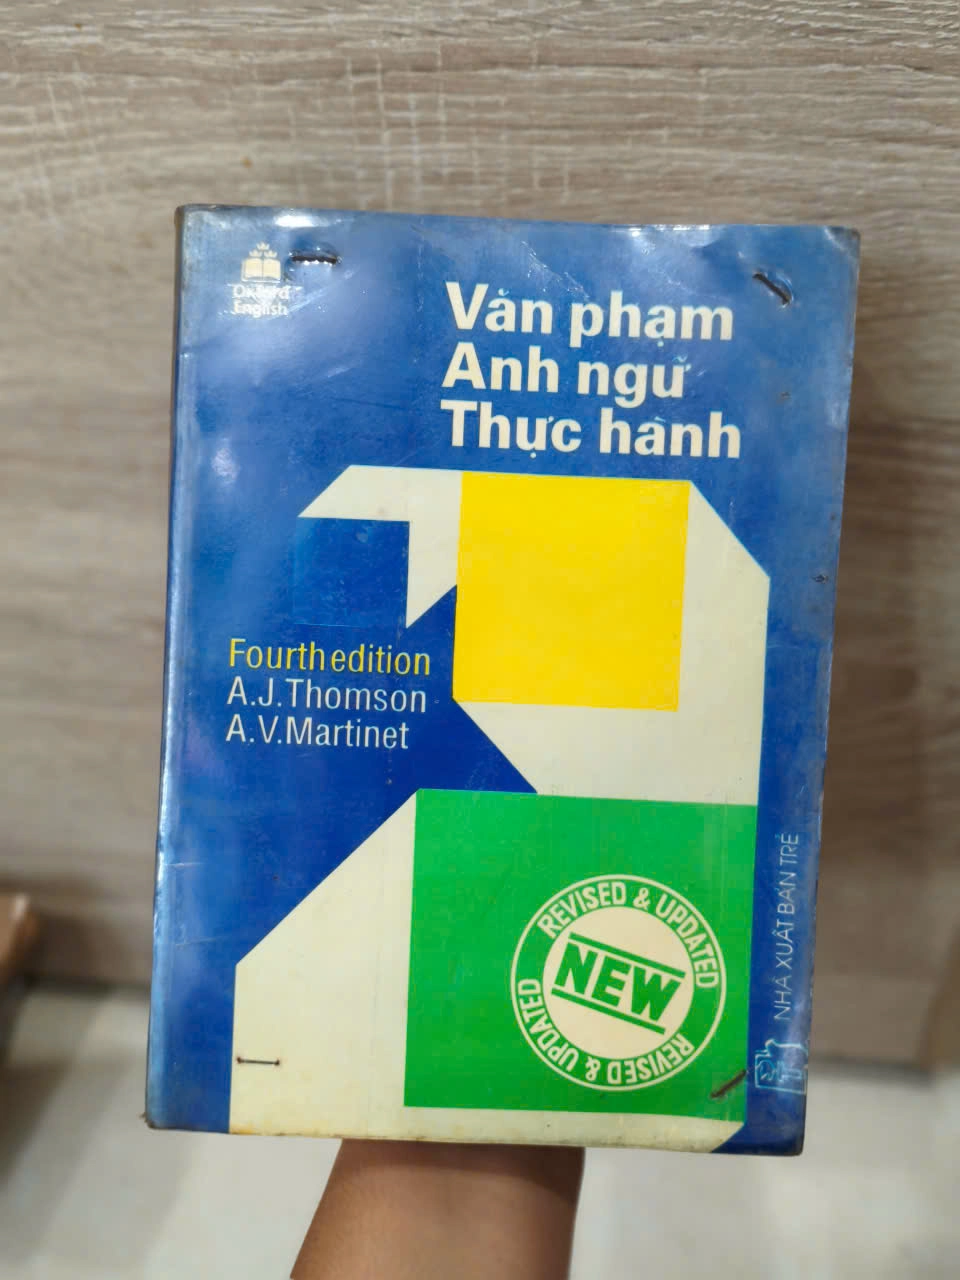 Oxford
English
Văn phạm
Anh ngữ
Thực hành
Fourth edition
A.J.Thomson
A.V.Martinet
REVISED & UPDATED
NEW
REVISED & UPDATED
NHÀ XUẤT BẢN TRẺ